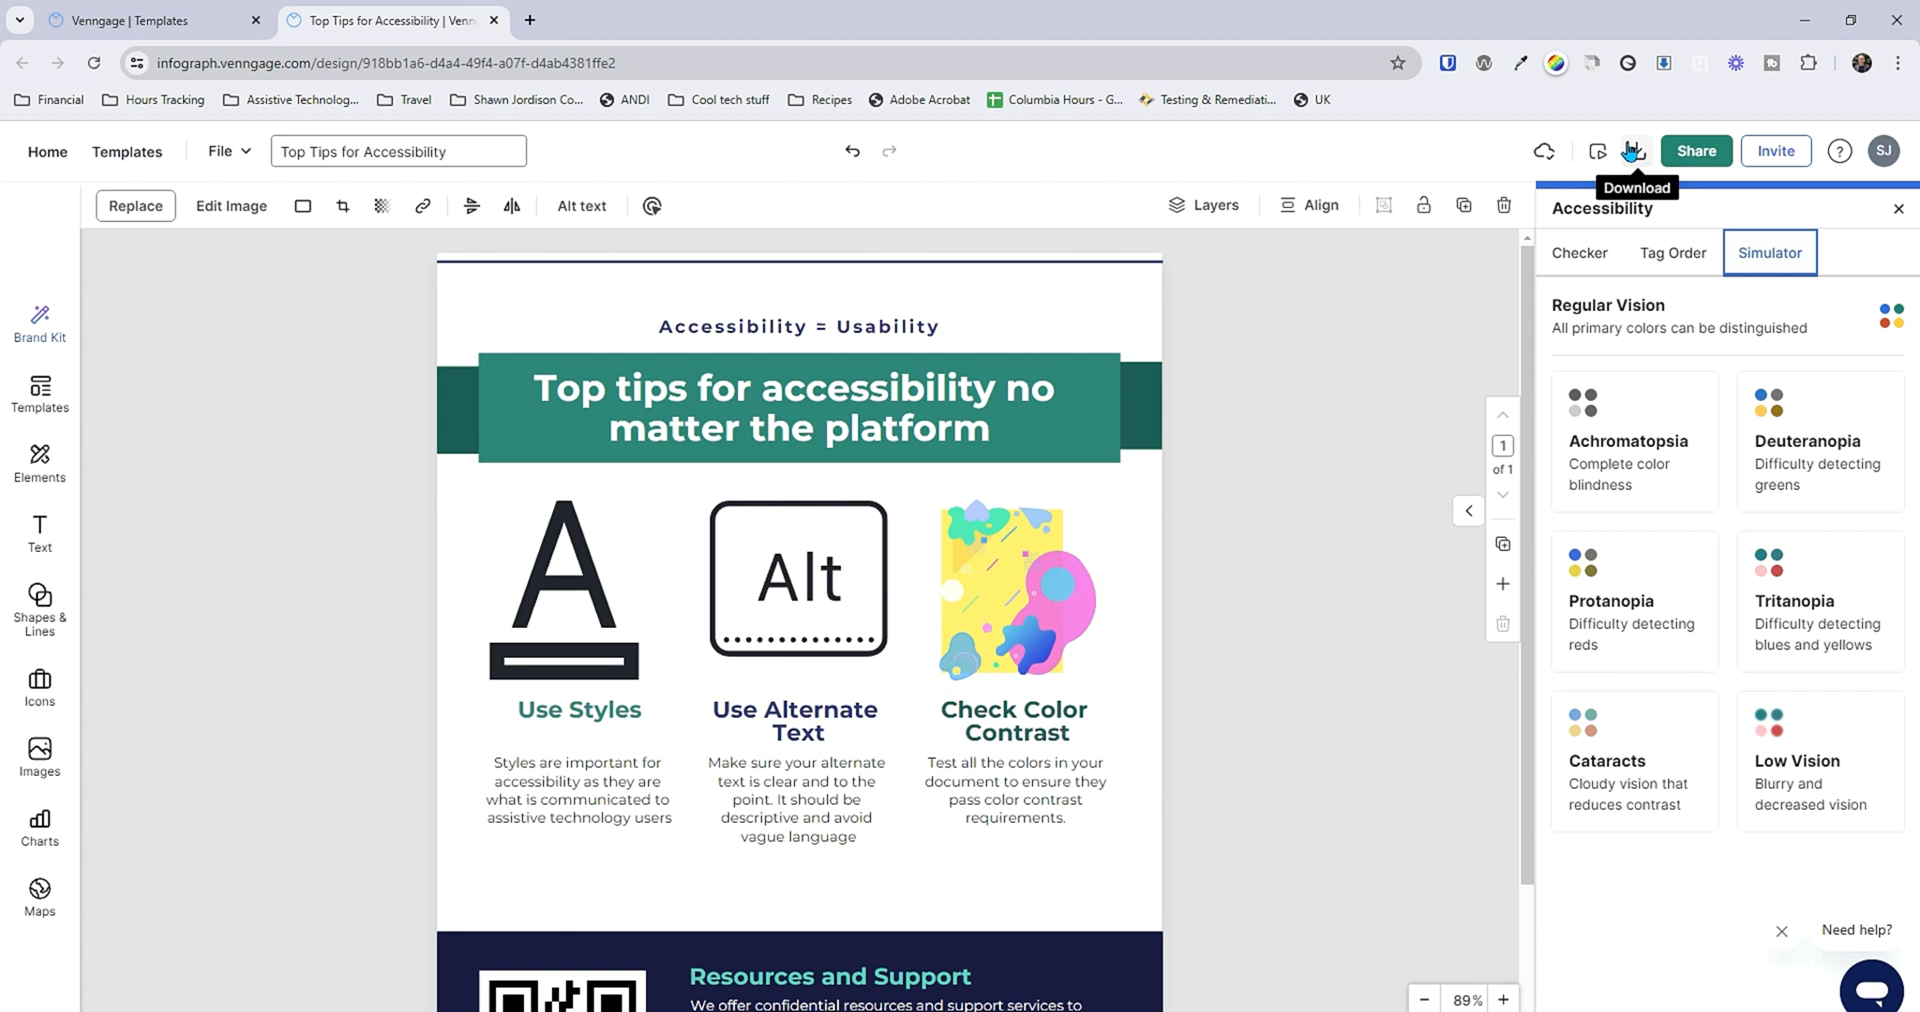 Venngage | Templates
Top Tips for Accessibility | Venn
infograph.venngage.com/design/918bb1a6-d4a4-49f4-a07f-d4ab4381ffe2
Financial
Hours Tracking
Assistive Technolog...
Travel
Shawn Jordison Co...
ANDI
Cool tech stuff
Recipes
Adobe Acrobat
Columbia Hours - G...
Testing & Remediati...
UK
Home
Templates
File
Top Tips for Accessibility
Share
Invite
?
SJ
Download
Replace
Edit Image
Alt text
Layers
Align
Brand Kit
Templates
Elements
Text
Shapes &
Lines
Icons
Images
Charts
Maps
Accessibility = Usability
Top tips for accessibility no
matter the platform
A
Alt
Use Styles
Styles are important for
accessibility as they are
what is communicated to
assistive technology users
Use Alternate
Text
Make sure your alternate
text is clear and to the
point. It should be
descriptive and avoid
vague language
Check Color
Contrast
Test all the colors in your
document to ensure they
pass color contrast
requirements.
Resources and Support
We offer confidential resources and support services to
1
of 1
89%
Accessibility
Checker
Tag Order
Simulator
Regular Vision
All primary colors can be distinguished
Achromatopsia
Complete color
blindness
Deuteranopia
Difficulty detecting
greens
Protanopia
Difficulty detecting
reds
Tritanopia
Difficulty detecting
blues and yellows
Cataracts
Cloudy vision that
reduces contrast
Low Vision
Blurry and
decreased vision
Need help?